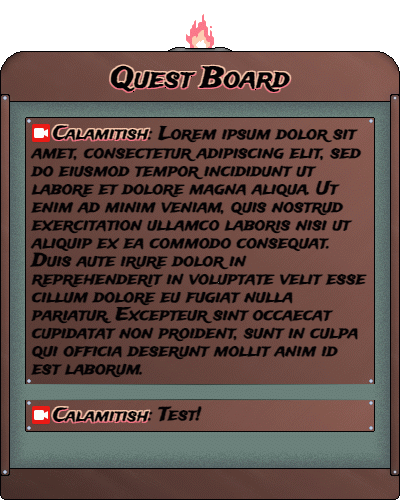 Quest Board
Calamitish: Lorem ipsum dolor sit
amet, consectetur adipiscing elit, sed
do eiusmod tempor incididunt ut
labore et dolore magna aliqua. Ut
enim ad minim veniam, quis nostrud
exercitation ullamco laboris nisi ut
aliquip ex ea commodo consequat.
Duis aute irure dolor in
reprehenderit in voluptate velit esse
cillum dolore eu fugiat nulla
pariatur. Excepteur sint occaecat
cupidatat non proident, sunt in culpa
qui officia deserunt mollit anim id
est laborum.
Calamitish: Test!